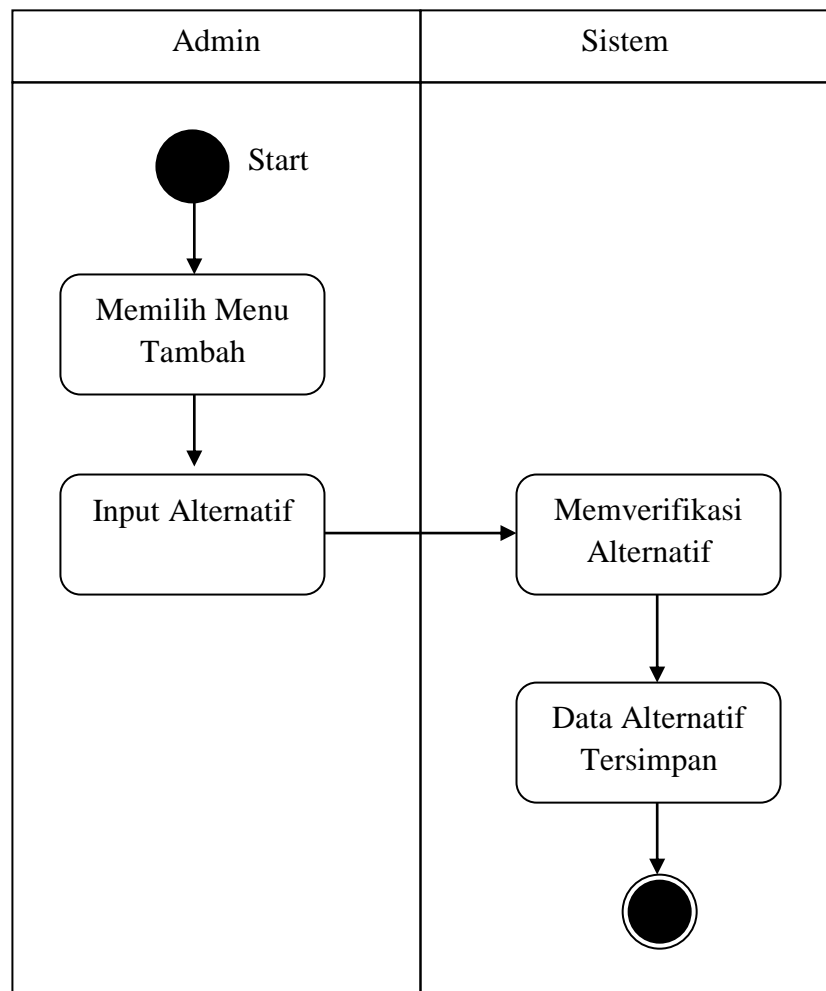 Admin
Sistem
Start
Memilih Menu
Tambah
Input Alternatif
Memverifikasi
Alternatif
Data Alternatif
Tersimpan